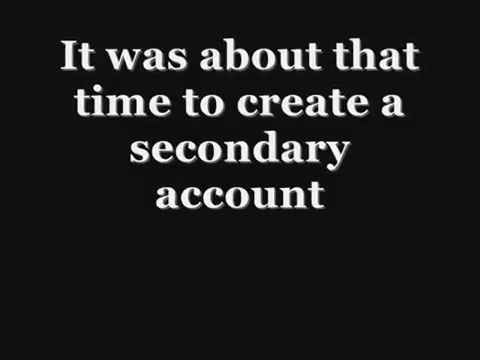 It was about that
time to create a
secondary
account